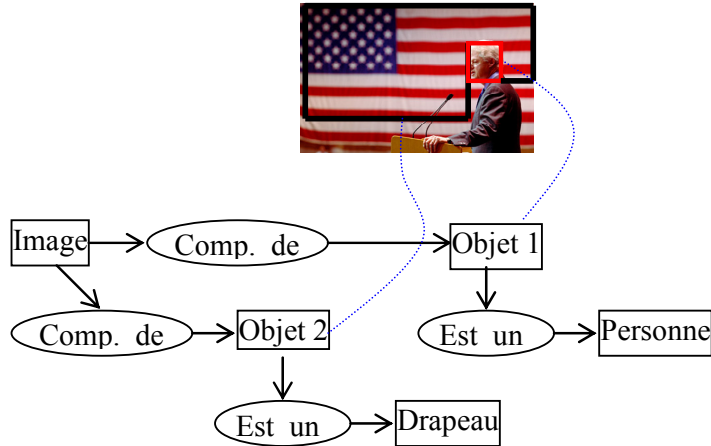 Image
Comp. de
Objet 1
Comp. de
Objet 2
Est un
Personne
Est un
Drapeau